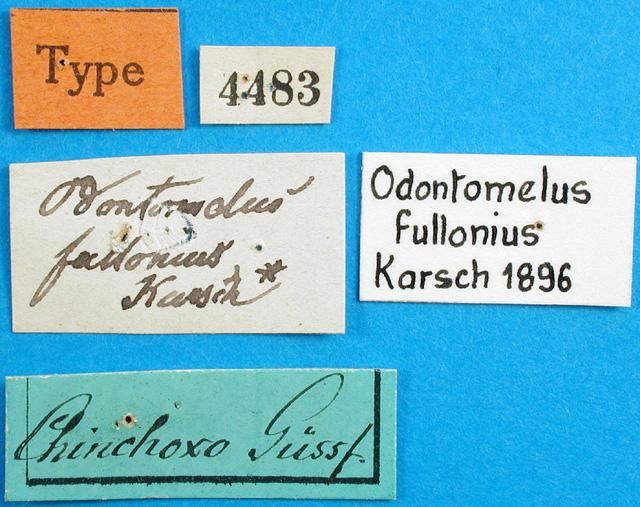 Type
4483
Odontomelus
fullonius
Karsch *
Odontomelus
fullonius
Karsch 1896
Chinchoxo Güssf.